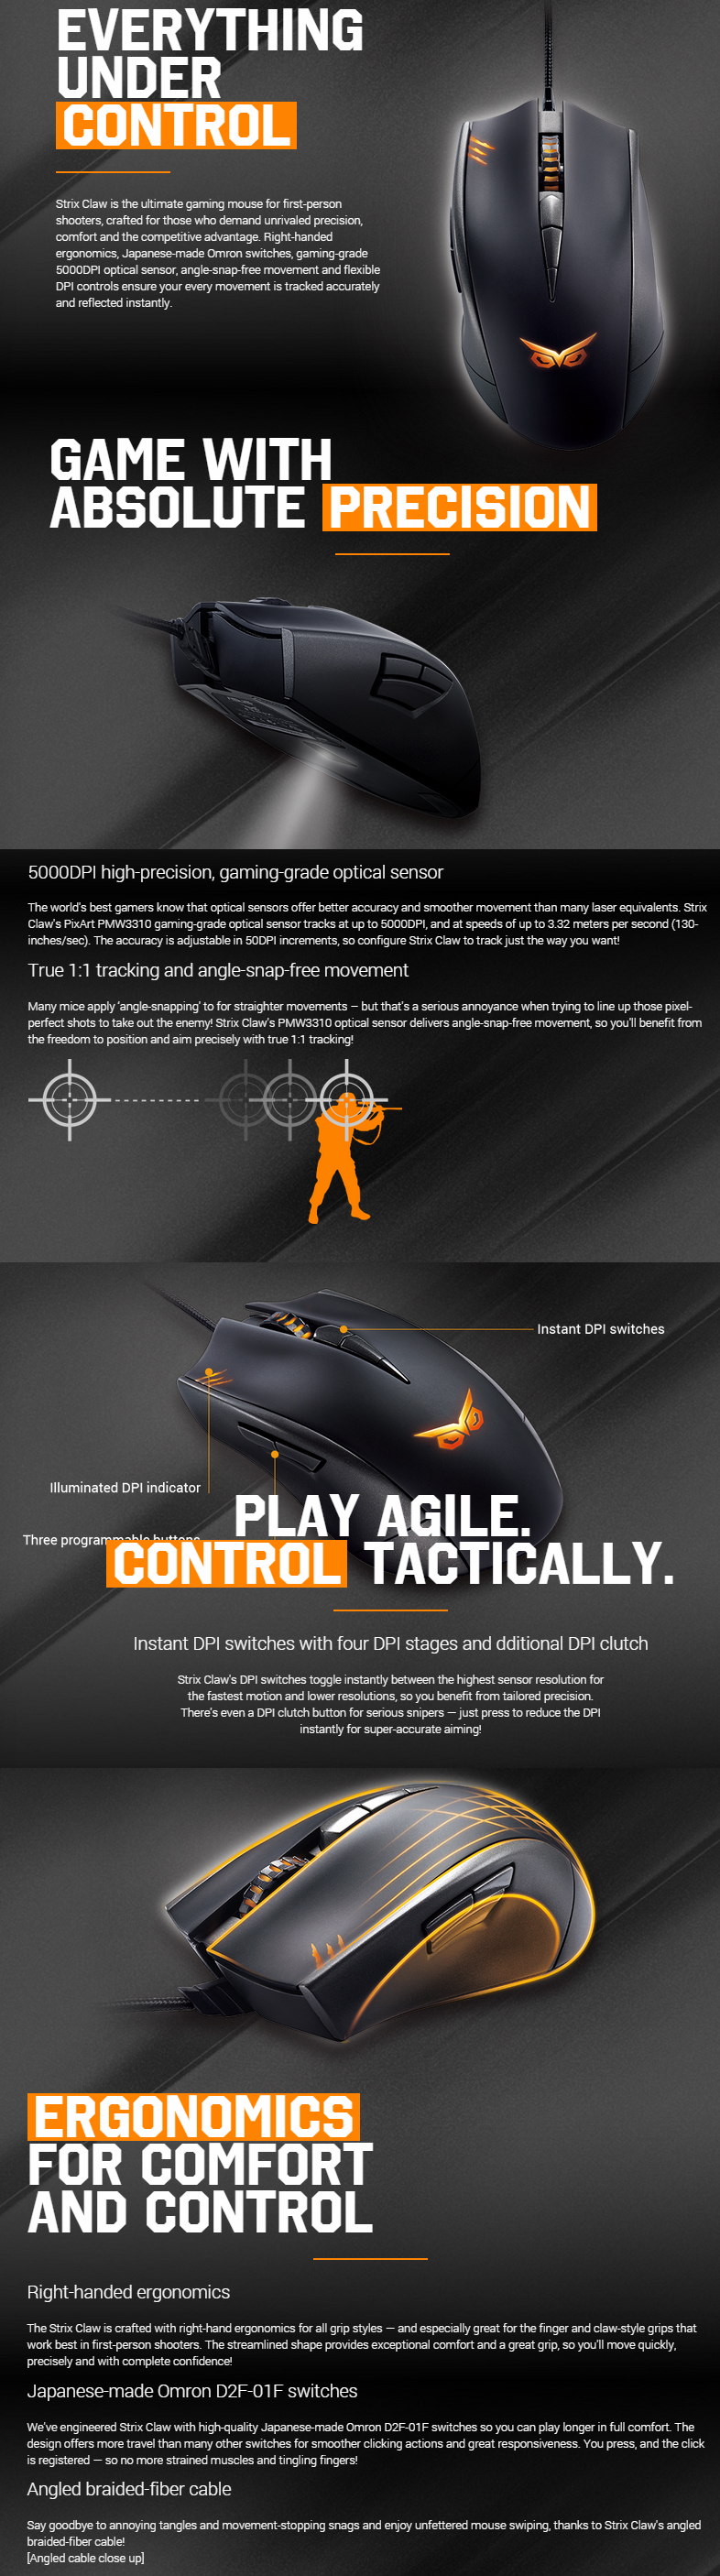 EVERYTHING
UNDER
CONTROL
Strix Claw is the ultimate gaming mouse for first-person
shooters, crafted for those who demand unrivaled precision,
comfort and the competitive advantage. Right-handed
ergonomics, Japanese-made Omron switches, gaming-grade
5000DPI optical sensor, angle-snap-free movement and flexible
DPI controls ensure your every movement is tracked accurately
and reflected instantly.
GAME WITH
ABSOLUTE PRECISION
5000DPI high-precision, gaming-grade optical sensor
The world's best gamers know that optical sensors offer better accuracy and smoother movement than many laser equivalents. Strix
Claw's PixArt PMW3310 gaming-grade optical sensor tracks at up to 5000DPI, and at speeds of up to 3.32 meters per second (130-
inches/sec). The accuracy is adjustable in 50DPI increments, so configure Strix Claw to track just the way you want!
True 1:1 tracking and angle-snap-free movement
Many mice apply 'angle-snapping' to for straighter movements – but that's a serious annoyance when trying to line up those pixel-
perfect shots to take out the enemy! Strix Claw's PMW3310 optical sensor delivers angle-snap-free movement, so you'll benefit from
the freedom to position and aim precisely with true 1:1 tracking!
Instant DPI switches
Illuminated DPI indicator
Three programmable buttons
PLAY AGILE.
CONTROL TACTICALLY.
Instant DPI switches with four DPI stages and dditional DPI clutch
Strix Claw's DPI switches toggle instantly between the highest sensor resolution for
the fastest motion and lower resolutions, so you benefit from tailored precision.
There's even a DPI clutch button for serious snipers — just press to reduce the DPI
instantly for super-accurate aiming!
ERGONOMICS
FOR COMFORT
AND CONTROL
Right-handed ergonomics
The Strix Claw is crafted with right-hand ergonomics for all grip styles — and especially great for the finger and claw-style grips that
work best in first-person shooters. The streamlined shape provides exceptional comfort and a great grip, so you'll move quickly,
precisely and with complete confidence!
Japanese-made Omron D2F-01F switches
We've engineered Strix Claw with high-quality Japanese-made Omron D2F-01F switches so you can play longer in full comfort. The
design offers more travel than many other switches for smoother clicking actions and great responsiveness. You press, and the click
is registered — so no more strained muscles and tingling fingers!
Angled braided-fiber cable
Say goodbye to annoying tangles and movement-stopping snags and enjoy unfettered mouse swiping, thanks to Strix Claw's angled
braided-fiber cable!
[Angled cable close up]